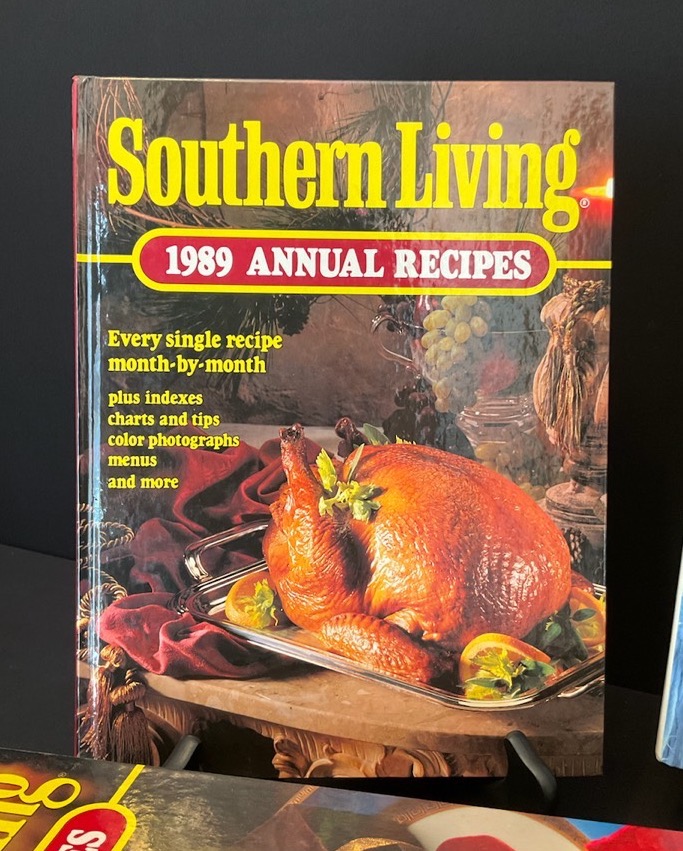 Southern Living®
1989 ANNUAL RECIPES
Every single recipe
month-by-month
plus indexes
charts and tips
color photographs
menus
and more